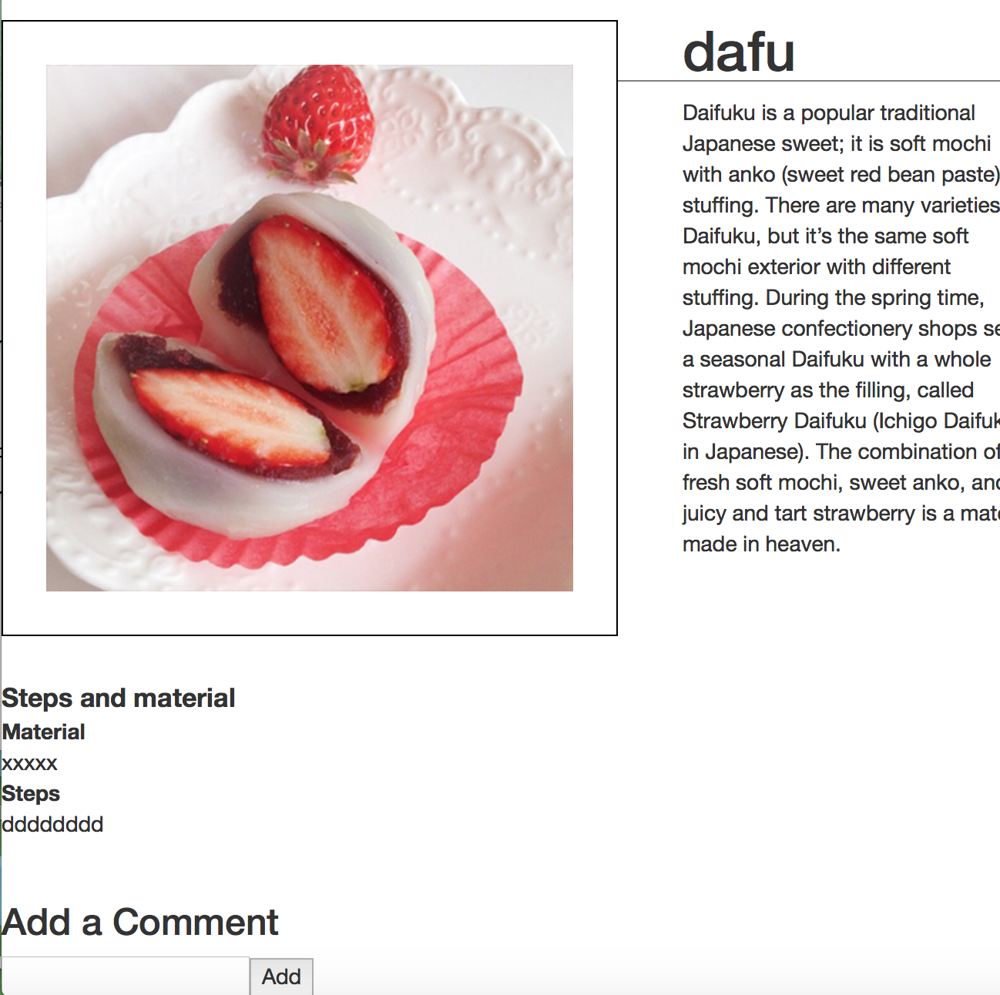 dafu
Daifuku is a popular traditional
Japanese sweet; it is soft mochi
with anko (sweet red bean paste)
stuffing. There are many varieties
Daifuku, but it’s the same soft
mochi exterior with different
stuffing. During the spring time,
Japanese confectionery shops
a seasonal Daifuku with a whole
strawberry as the filling, called
Strawberry Daifuku (Ichigo
in Japanese). The combination of
fresh soft mochi, sweet anko,
juicy and tart strawberry is a
made in heaven.
Steps and material
Material
xxxxx
Steps
dddddddd
Add a Comment
Add